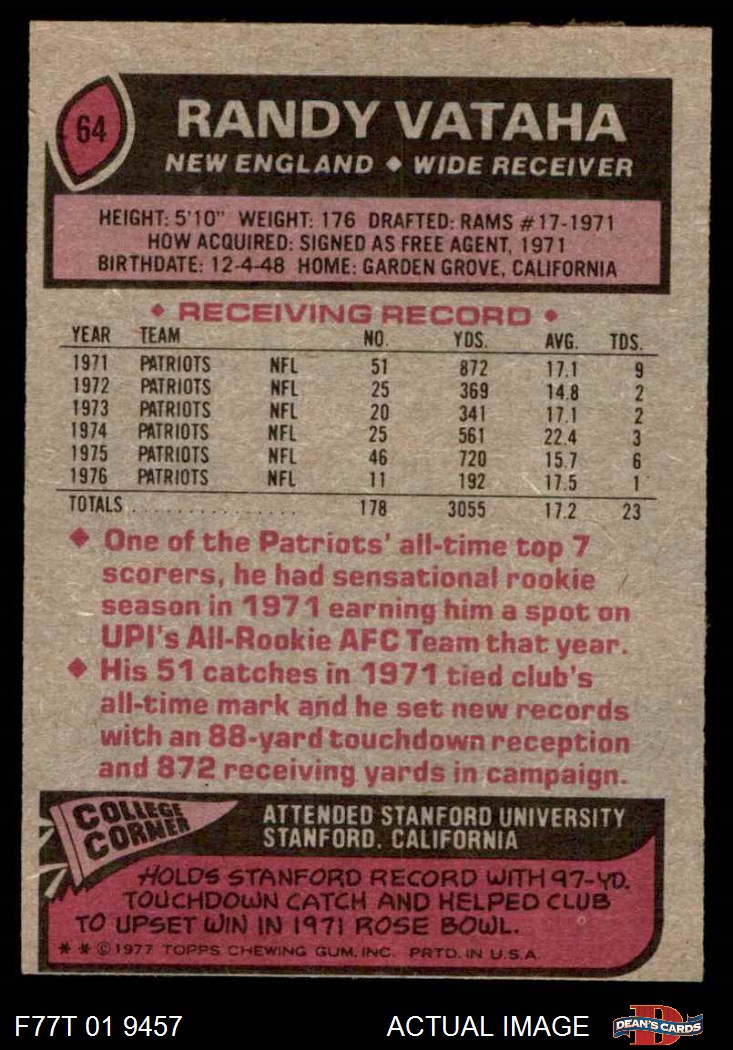 64
RANDY VATAHA
NEW ENGLAND ◆ WIDE RECEIVER
HEIGHT: 5'10" WEIGHT: 176 DRAFTED: RAMS #17-1971
HOW ACQUIRED: SIGNED AS FREE AGENT, 1971
BIRTHDATE: 12-4-48 HOME: GARDEN GROVE, CALIFORNIA
◆ RECEIVING RECORD ◆
YEAR TEAM NO. YDS. AVG. TDS.
1971 PATRIOTS NFL 51 872 17.1 9
1972 PATRIOTS NFL 25 369 14.8 2
1973 PATRIOTS NFL 20 341 17.1 2
1974 PATRIOTS NFL 25 561 22.4 3
1975 PATRIOTS NFL 46 720 15.7 6
1976 PATRIOTS NFL 11 192 17.5 1
TOTALS . . . . . . . . . . . . . . . . 178 3055 17.2 23
◆ One of the Patriots' all-time top 7
scorers, he had sensational rookie
season in 1971 earning him a spot on
UPI's All-Rookie AFC Team that year.
◆ His 51 catches in 1971 tied club's
all-time mark and he set new records
with an 88-yard touchdown reception
and 872 receiving yards in campaign.
COLLEGE
CORNER
ATTENDED STANFORD UNIVERSITY
STANFORD, CALIFORNIA
HOLDS STANFORD RECORD WITH 97-YD.
TOUCHDOWN CATCH AND HELPED CLUB
TO UPSET WIN IN 1971 ROSE BOWL.
* * © 1977 TOPPS CHEWING GUM, INC. PRTD. IN U.S.A.
F77T 01 9457
ACTUAL IMAGE
D
DEAN'S CARDS